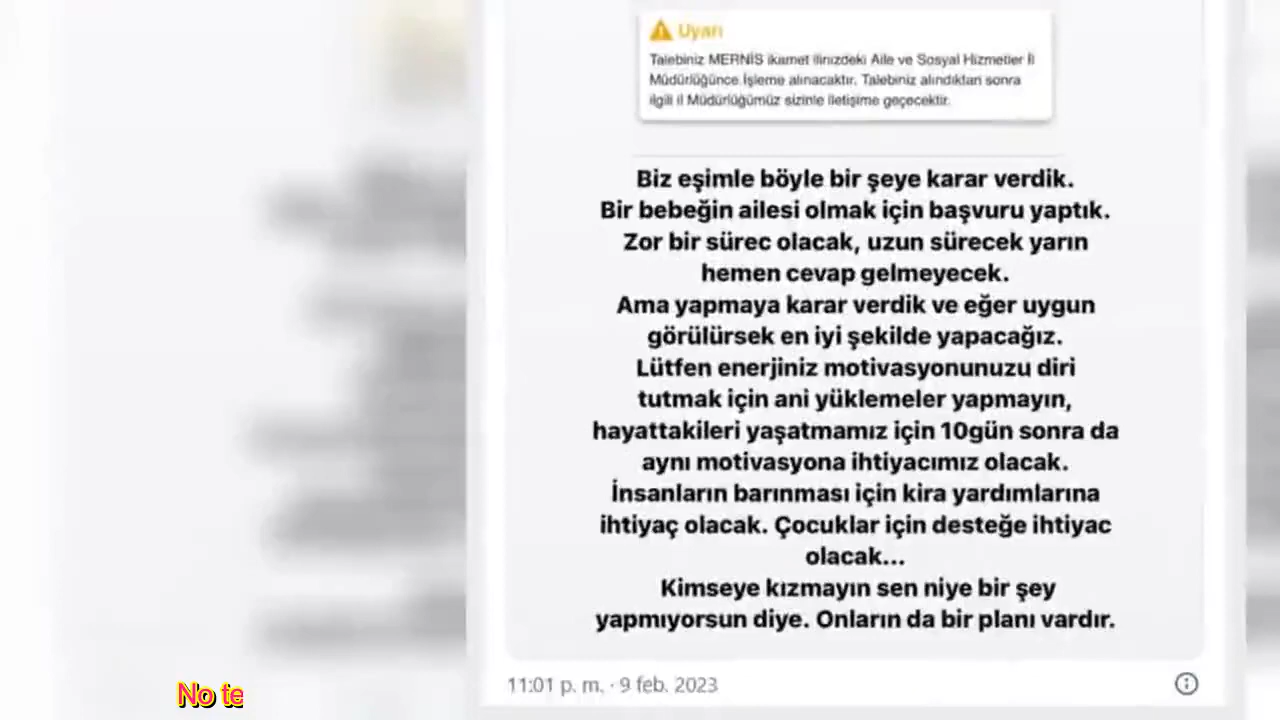 Uyarı
Talebiniz MERNİS ikamet ilinizdeki Aile ve Sosyal Hizmetler İl
Müdürlüğünce İşleme alınacaktır. Talebiniz alındıktan sonra
ilgili il Müdürlüğümüz sizinle iletişime geçecektir.
Biz eşimle böyle bir şeye karar verdik.
Bir bebeğin ailesi olmak için başvuru yaptık.
Zor bir sürec olacak, uzun sürecek yarın
hemen cevap gelmeyecek.
Ama yapmaya karar verdik ve eğer uygun
görülürsek en iyi şekilde yapacağız.
Lütfen enerjiniz motivasyonunuzu diri
tutmak için ani yüklemeler yapmayın,
hayattakileri yaşatmamız için 10gün sonra da
aynı motivasyona ihtiyacımız olacak.
İnsanların barınması için kira yardımlarına
ihtiyaç olacak. Çocuklar için desteğe ihtiyac
olacak...
Kimseye kızmayın sen niye bir şey
yapmıyorsun diye. Onların da bir planı vardır.
11:01 p. m. · 9 feb. 2023
No te